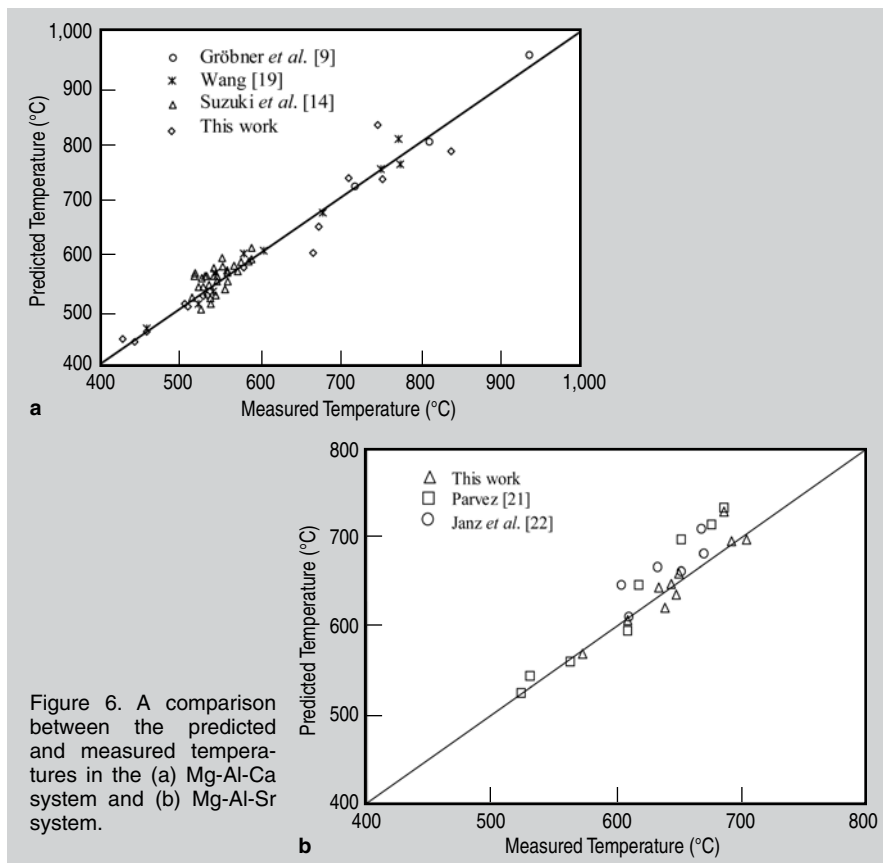 1,000
900
800
700
600
500
400
Predicted Temperature (°C)
Gröbner et al. [9]
Wang [19]
Suzuki et al. [14]
This work
400 500 600 700 800 900 1,000
Measured Temperature (°C)
a
800
700
600
500
400
Predicted Temperature (°C)
This work
Parvez [21]
Janz et al. [22]
400 500 600 700 800
Measured Temperature (°C)
b
Figure 6. A comparison
between the predicted
and measured tempera-
tures in the (a) Mg-Al-Ca
system and (b) Mg-Al-Sr
system.